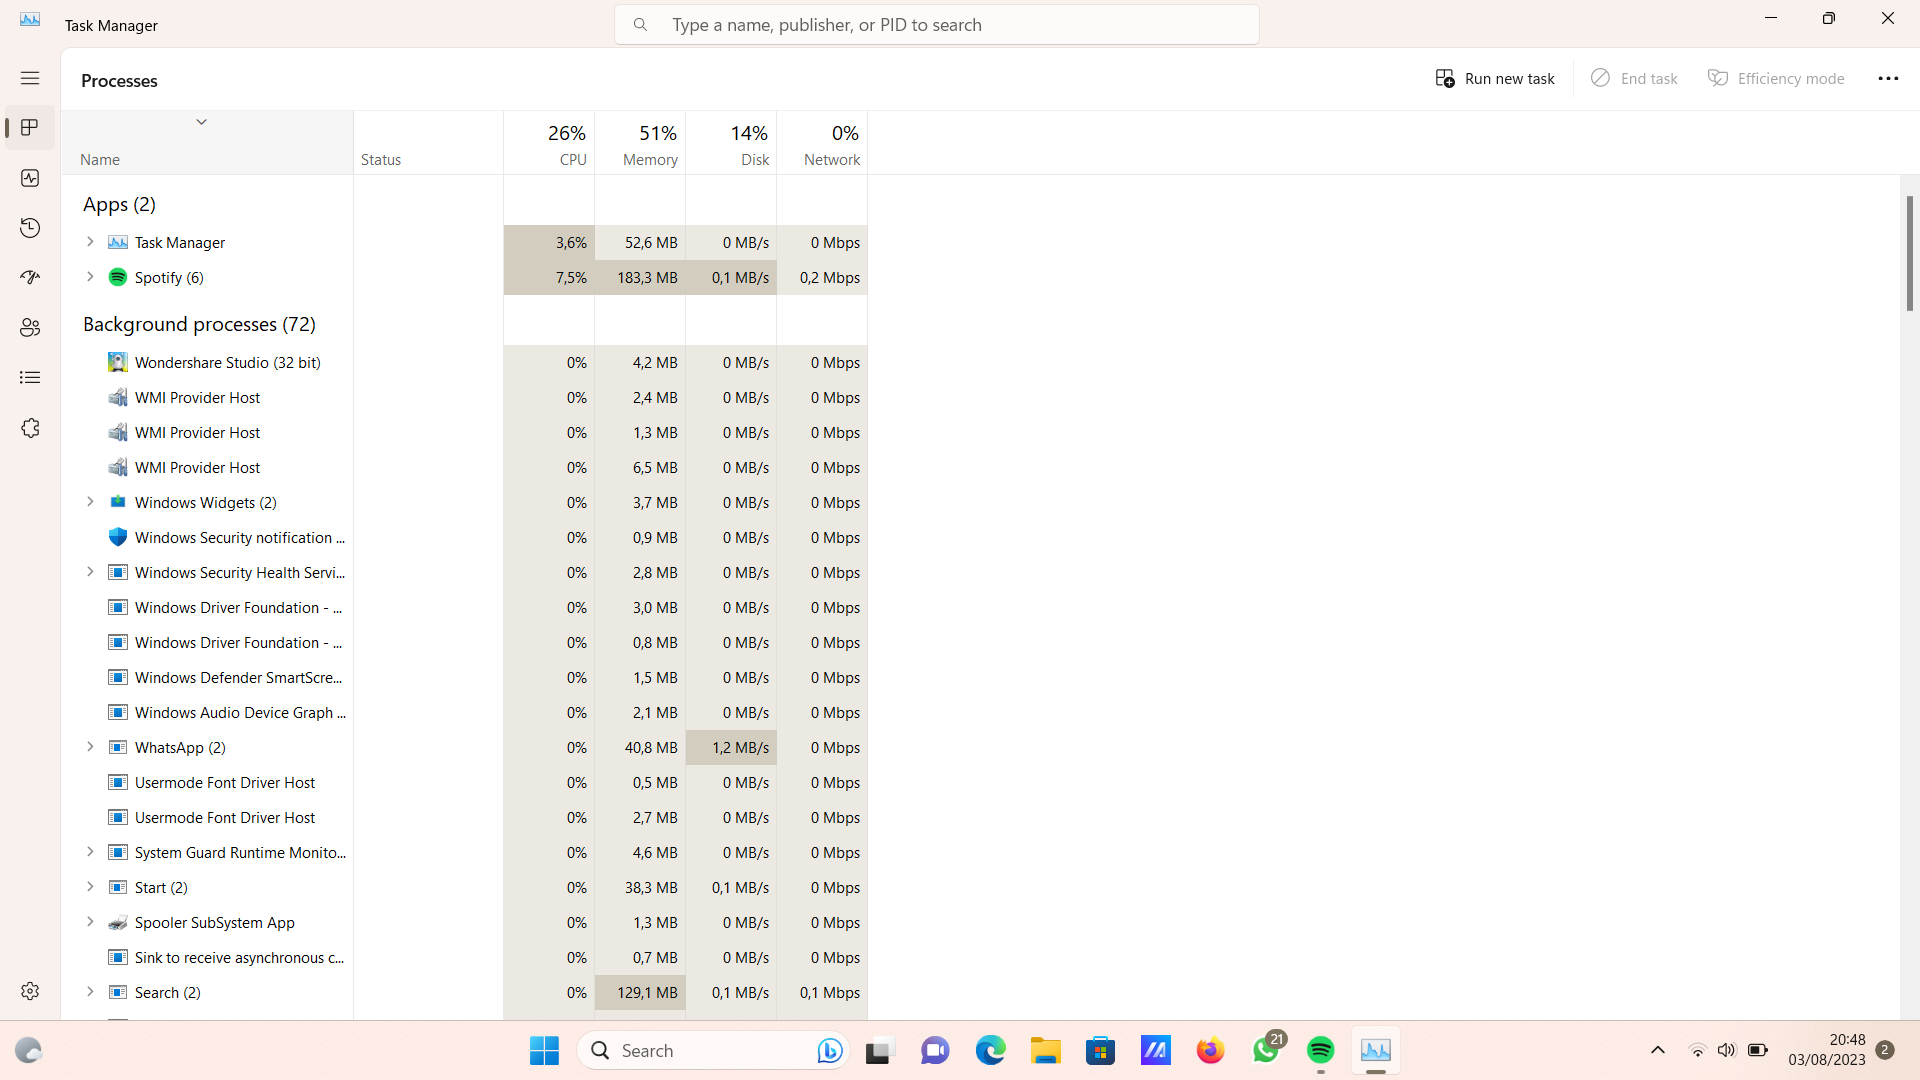 Task Manager
Type a name, publisher, or PID to search
Processes
Run new task
End task
Efficiency mode
26% 51% 14% 0%
Name Status CPU Memory Disk Network
Apps (2)
Task Manager 3,6% 52,6 MB 0 MB/s 0 Mbps
Spotify (6) 7,5% 183,3 MB 0,1 MB/s 0,2 Mbps
Background processes (72)
Wondershare Studio (32 bit) 0% 4,2 MB 0 MB/s 0 Mbps
WMI Provider Host 0% 2,4 MB 0 MB/s 0 Mbps
WMI Provider Host 0% 1,3 MB 0 MB/s 0 Mbps
WMI Provider Host 0% 6,5 MB 0 MB/s 0 Mbps
Windows Widgets (2) 0% 3,7 MB 0 MB/s 0 Mbps
Windows Security notification ... 0% 0,9 MB 0 MB/s 0 Mbps
Windows Security Health Servi... 0% 2,8 MB 0 MB/s 0 Mbps
Windows Driver Foundation - ... 0% 3,0 MB 0 MB/s 0 Mbps
Windows Driver Foundation - ... 0% 0,8 MB 0 MB/s 0 Mbps
Windows Defender SmartScre... 0% 1,5 MB 0 MB/s 0 Mbps
Windows Audio Device Graph ... 0% 2,1 MB 0 MB/s 0 Mbps
WhatsApp (2) 0% 40,8 MB 1,2 MB/s 0 Mbps
Usermode Font Driver Host 0% 0,5 MB 0 MB/s 0 Mbps
Usermode Font Driver Host 0% 2,7 MB 0 MB/s 0 Mbps
System Guard Runtime Monito... 0% 4,6 MB 0 MB/s 0 Mbps
Start (2) 0% 38,3 MB 0,1 MB/s 0 Mbps
Spooler SubSystem App 0% 1,3 MB 0 MB/s 0 Mbps
Sink to receive asynchronous c... 0% 0,7 MB 0 MB/s 0 Mbps
Search (2) 0% 129,1 MB 0,1 MB/s 0,1 Mbps
Search
21
20:48
03/08/2023
2